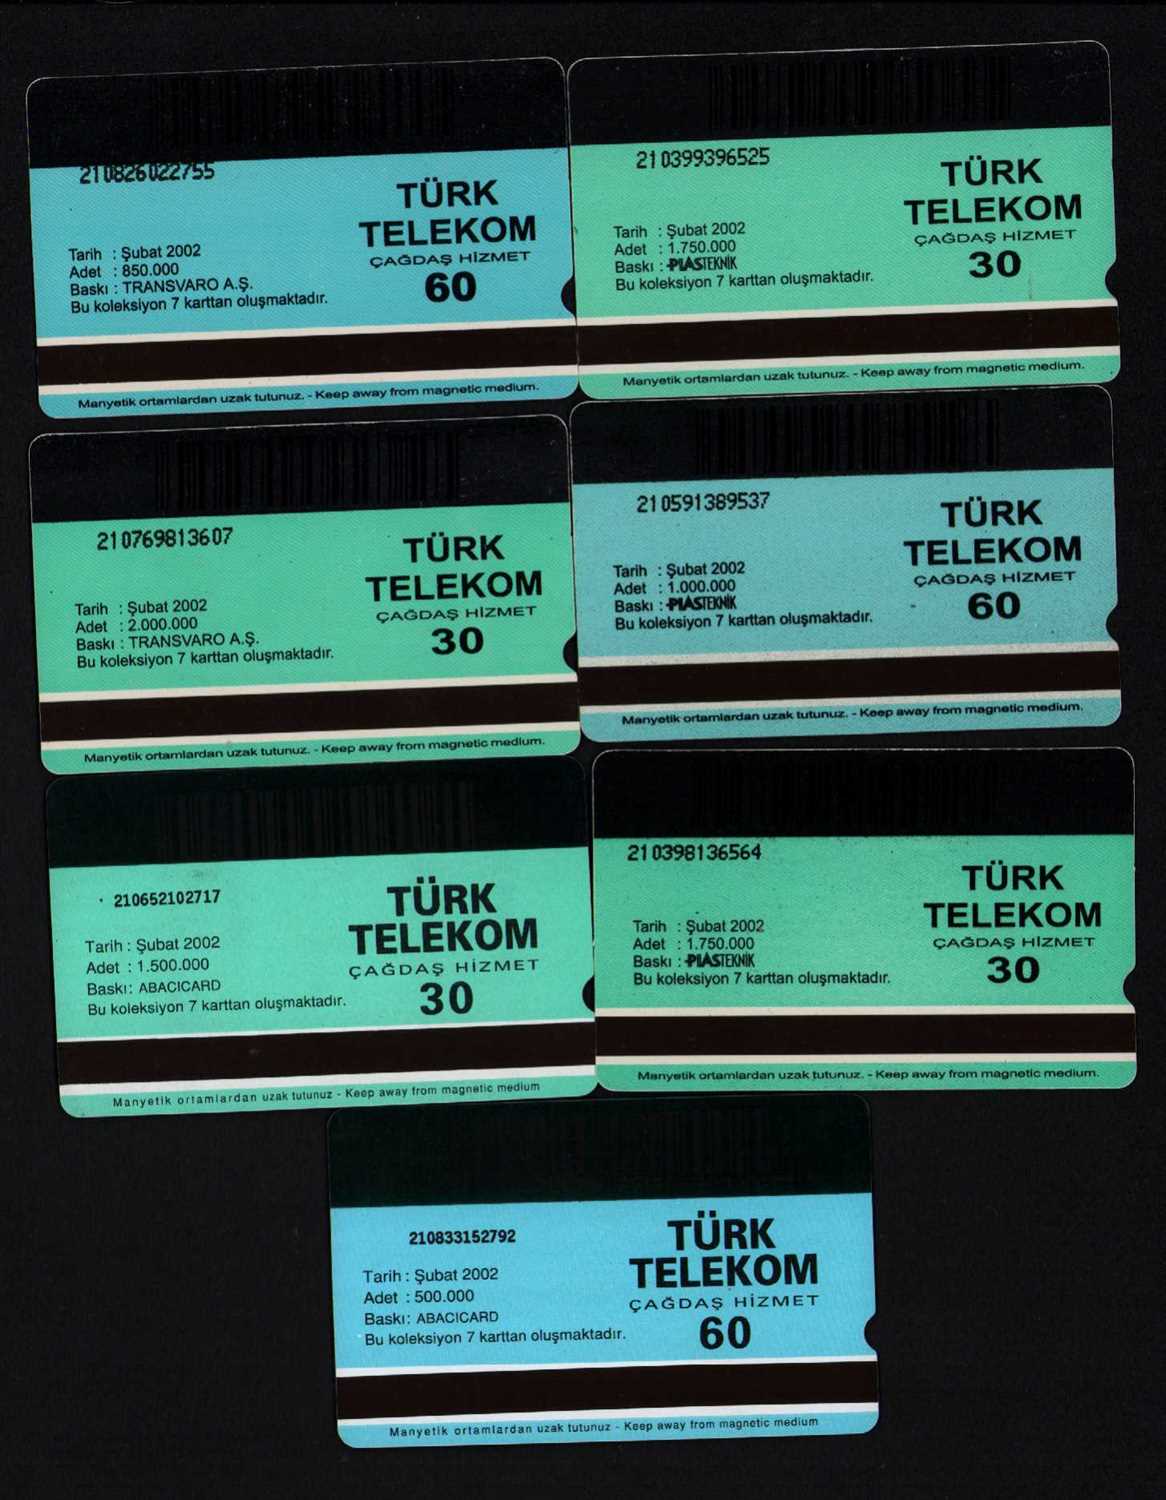 210826022755
TÜRK
TELEKOM
ÇAĞDAŞ HİZMET
60
Tarih : Şubat 2002
Adet : 850.000
Baskı : TRANSVARO A.Ş.
Bu koleksiyon 7 karttan oluşmaktadır.
Manyetik ortamlardan uzak tutunuz. - Keep away from magnetic medium.
210399396525
TÜRK
TELEKOM
ÇAĞDAŞ HİZMET
30
Tarih : Şubat 2002
Adet : 1.750.000
Baskı : PLASTEKNİK
Bu koleksiyon 7 karttan oluşmaktadır.
Manyetik ortamlardan uzak tutunuz. - Keep away from magnetic medium.
210769813607
TÜRK
TELEKOM
ÇAĞDAŞ HİZMET
30
Tarih : Şubat 2002
Adet : 2.000.000
Baskı : TRANSVARO A.Ş.
Bu koleksiyon 7 karttan oluşmaktadır.
Manyetik ortamlardan uzak tutunuz. - Keep away from magnetic medium.
210591389537
TÜRK
TELEKOM
ÇAĞDAŞ HİZMET
60
Tarih : Şubat 2002
Adet : 1.000.000
Baskı : PLASTEKNİK
Bu koleksiyon 7 karttan oluşmaktadır.
Manyetik ortamlardan uzak tutunuz. - Keep away from magnetic medium.
210652102717
TÜRK
TELEKOM
ÇAĞDAŞ HİZMET
30
Tarih : Şubat 2002
Adet : 1.500.000
Baskı: ABACICARD
Bu koleksiyon 7 karttan oluşmaktadır.
Manyetik ortamlardan uzak tutunuz - Keep away from magnetic medium
210398136564
TÜRK
TELEKOM
ÇAĞDAŞ HİZMET
30
Tarih : Şubat 2002
Adet : 1.750.000
Baskı : PLASTEKNİK
Bu koleksiyon 7 karttan oluşmaktadır.
Manyetik ortamlardan uzak tutunuz. - Keep away from magnetic medium.
210833152792
TÜRK
TELEKOM
ÇAĞDAŞ HİZMET
60
Tarih : Şubat 2002
Adet : 500.000
Baskı: ABACICARD
Bu koleksiyon 7 karttan oluşmaktadır.
Manyetik ortamlardan uzak tutunuz - Keep away from magnetic medium